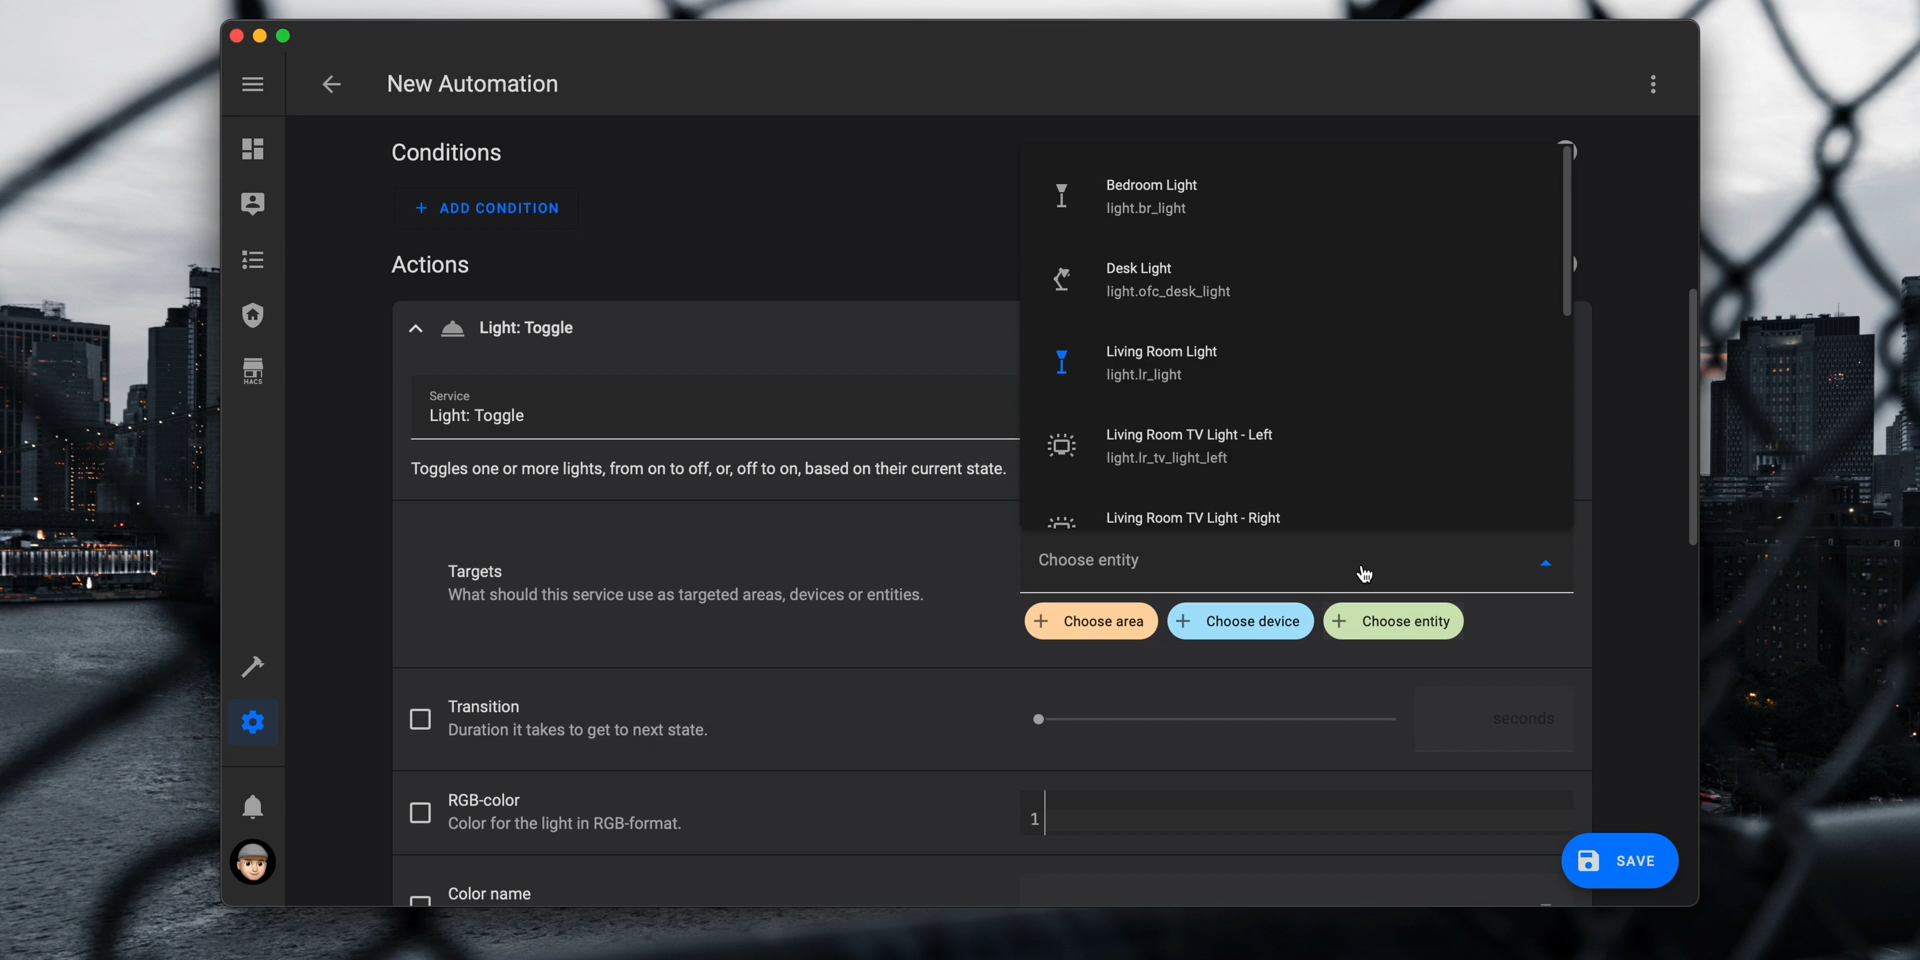 New Automation
Conditions
+ ADD CONDITION
Actions
Light: Toggle
Service
Light: Toggle
Toggles one or more lights, from on to off, or, off to on, based on their current state.
Bedroom Light
light.br_light
Desk Light
light.ofc_desk_light
Living Room Light
light.lr_light
Living Room TV Light - Left
light.lr_tv_light_left
Living Room TV Light - Right
Choose entity
Targets
What should this service use as targeted areas, devices or entities.
+ Choose area
+ Choose device
+ Choose entity
Transition
Duration it takes to get to next state.
seconds
RGB-color
Color for the light in RGB-format.
1
Color name
SAVE
HACS